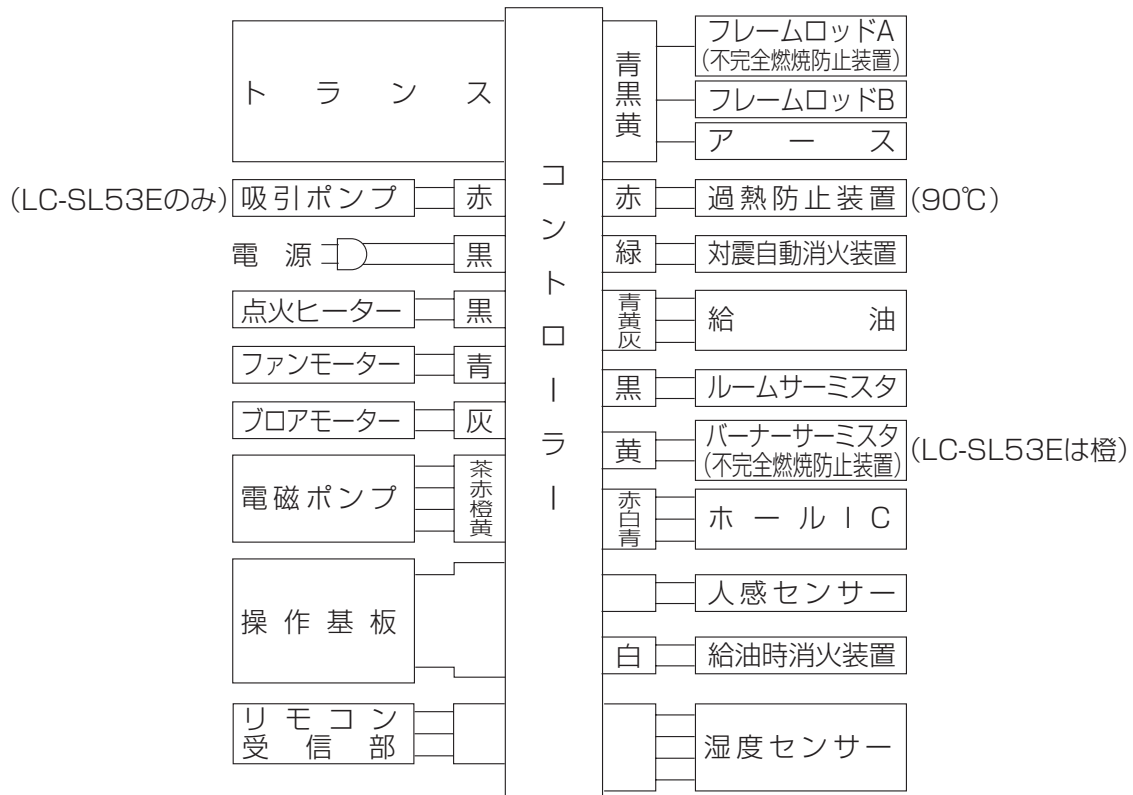 トランス
(LC-SL53Eのみ)
吸引ポンプ
赤
電源
黒
点火ヒーター
黒
ファンモーター
青
ブロアモーター
灰
電磁ポンプ
茶
赤
橙
黄
操作基板
リモコン
受信部
コントローラー
青
黒
黄
フレームロッドA
(不完全燃焼防止装置)
フレームロッドB
アース
赤
過熱防止装置
(90℃)
緑
対震自動消火装置
青
黄
灰
給油
黒
ルームサーミスタ
黄
バーナーサーミスタ
(不完全燃焼防止装置)
(LC-SL53Eは橙)
赤
白
青
ホールIC
人感センサー
白
給油時消火装置
湿度センサー